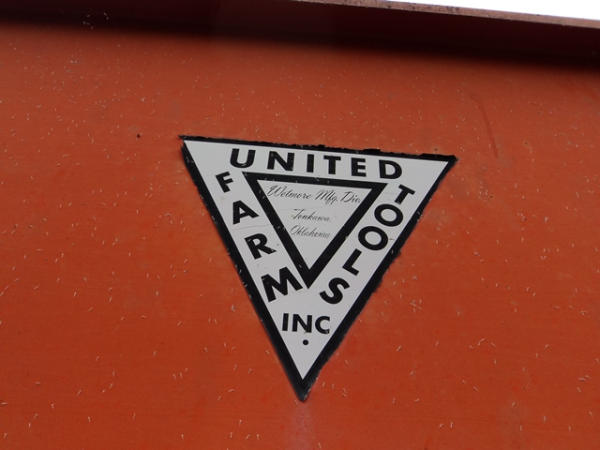 UNITED
FARM
TOOLS
INC.
Wetmore Mfg. Div.
Tonkawa,
Oklahoma